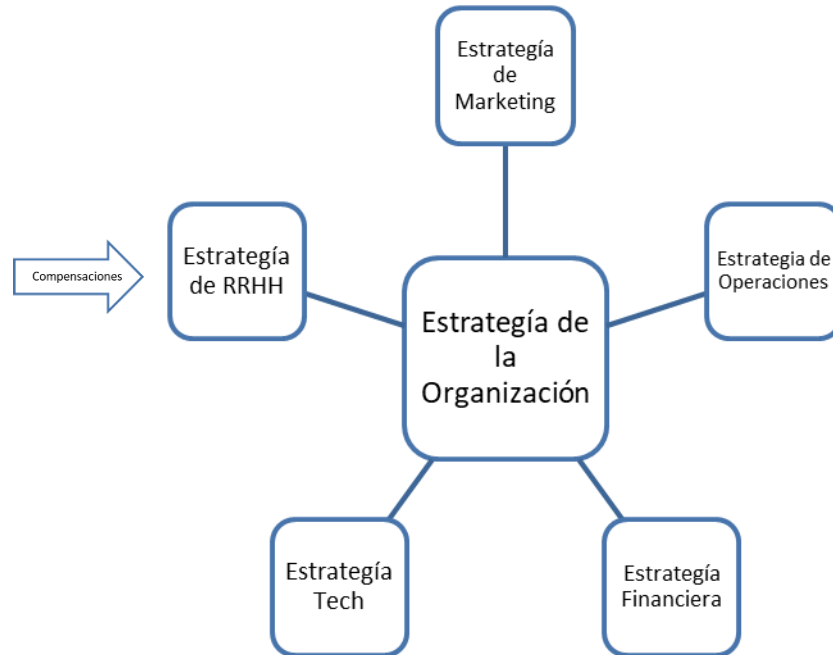 Estrategía
de
Marketing
Compensaciones
Estrategía
de RRHH
Estrategia de
Operaciones
Estrategía de
la
Organización
Estrategía
Tech
Estrategía
Financiera